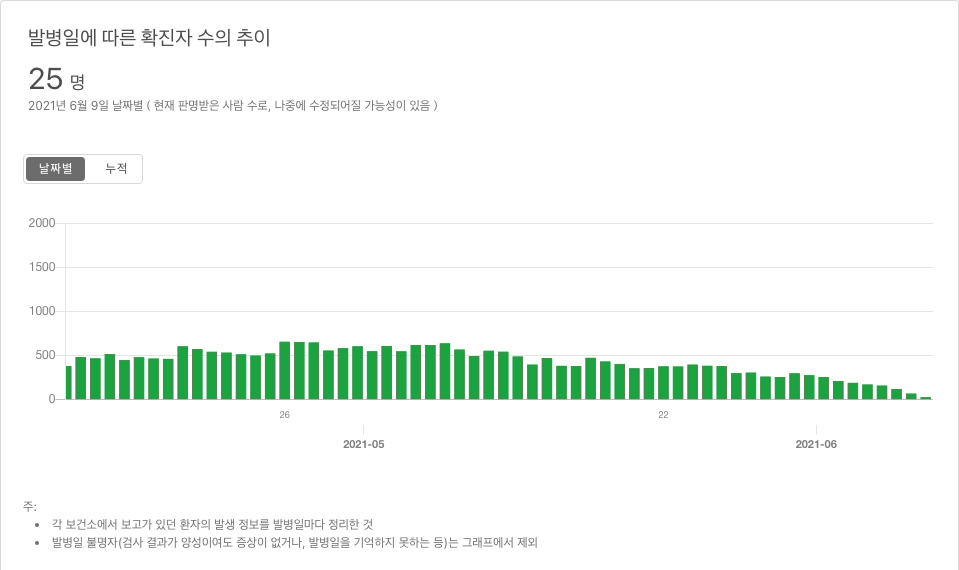 발병일에 따른 확진자 수의 추이
25 명
2021년 6월 9일 날짜별 ( 현재 판명받은 사람 수로, 나중에 수정되어질 가능성이 있음 )
날짜별 누적
2000
1500
1000
500
0
26 22
2021-05 2021-06
주:
• 각 보건소에서 보고가 있던 환자의 발생 정보를 발병일마다 정리한 것
• 발병일 불명자(검사 결과가 양성이여도 증상이 없거나, 발병일을 기억하지 못하는 등)는 그래프에서 제외